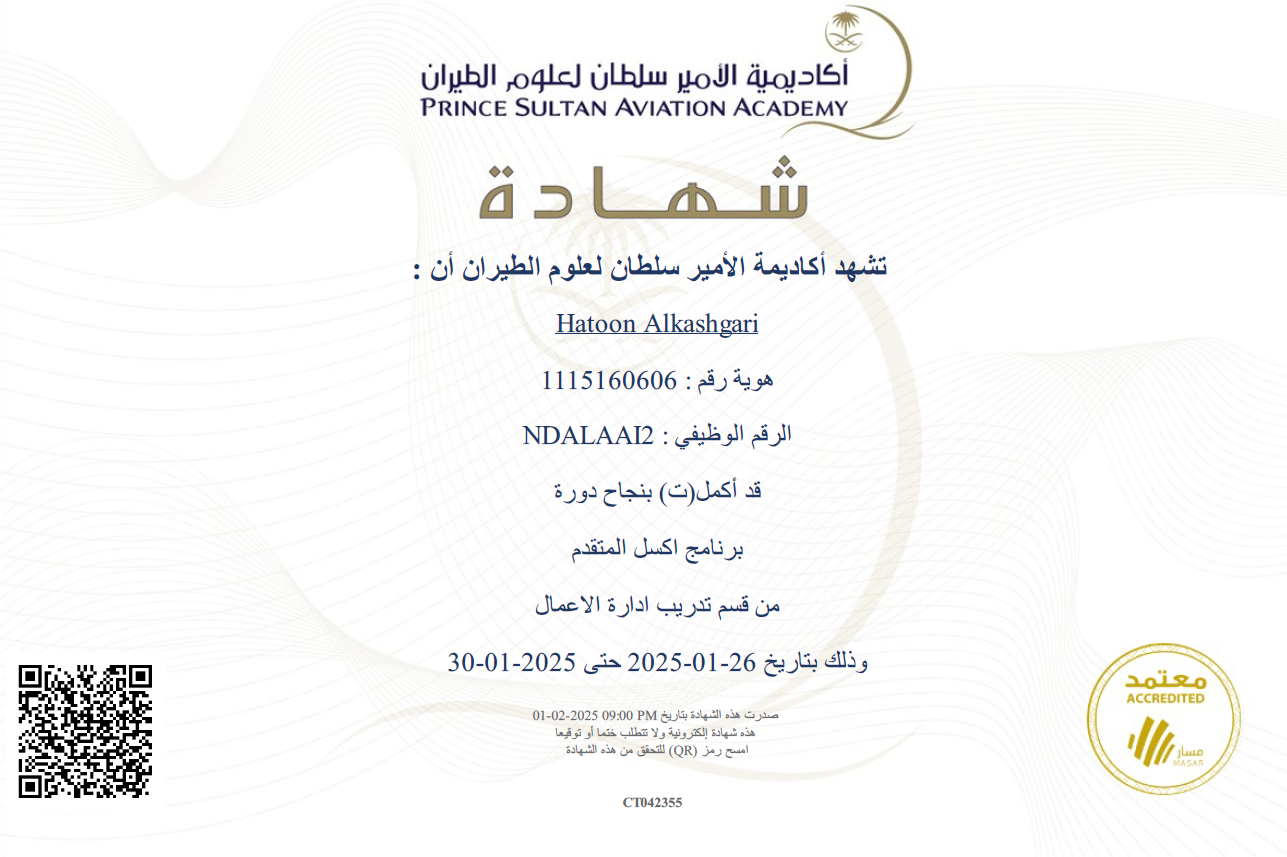 أكاديمية الأمير سلطان لعلوم الطيران
PRINCE SULTAN AVIATION ACADEMY
شهادة
تشهد أكاديمة الأمير سلطان لعلوم الطيران أن :
Hatoon Alkashgari
هوية رقم : 1115160606
الرقم الوظيفي : NDALAAI2
قد أكمل(ت) بنجاح دورة
برنامج اكسل المتقدم
من قسم تدريب ادارة الاعمال
وذلك بتاريخ 26-01-2025 حتى 30-01-2025
صدرت هذه الشهادة بتاريخ 01-02-2025 09:00 PM
هذه شهادة إلكترونية ولا تتطلب ختما أو توقيعا
امسح رمز (QR) للتحقق من هذه الشهادة
CT042355
معتمد
ACCREDITED
مسار
MASAR